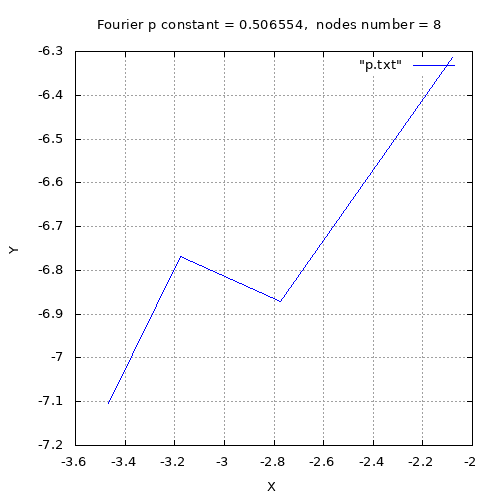 Fourier p constant = 0.506554,  nodes number = 8
-6.3
"p.txt"
-6.4
-6.5
-6.6
-6.7
Y
-6.8
-6.9
-7
-7.1
-7.2
-3.6 -3.4 -3.2 -3 -2.8 -2.6 -2.4 -2.2 -2
X